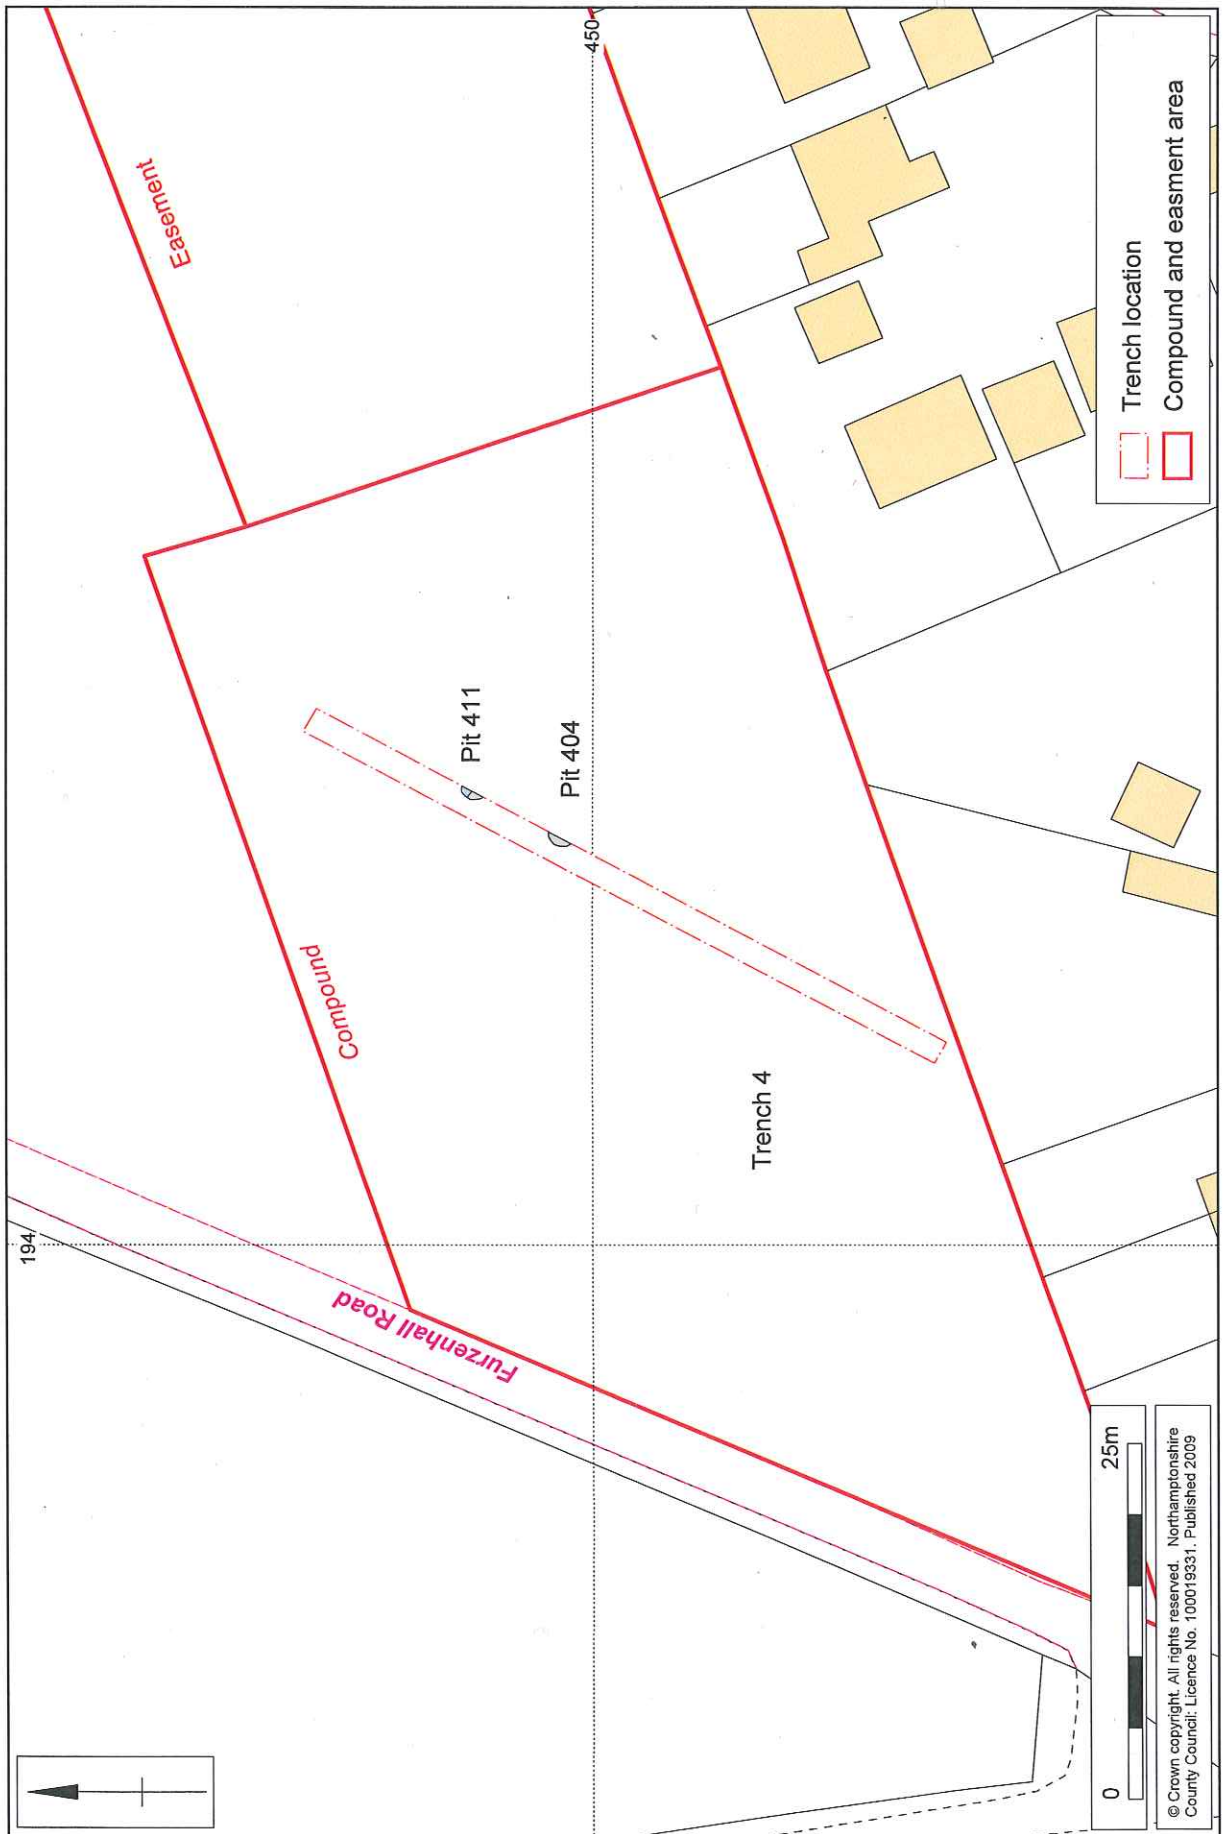 194
450
Easement
Compound
Furzenhall Road
Pit 411
Pit 404
Trench 4
Trench location
Compound and easment area
0
25m
© Crown copyright. All rights reserved. Northamptonshire
County Council: Licence No. 100019331. Published 2009